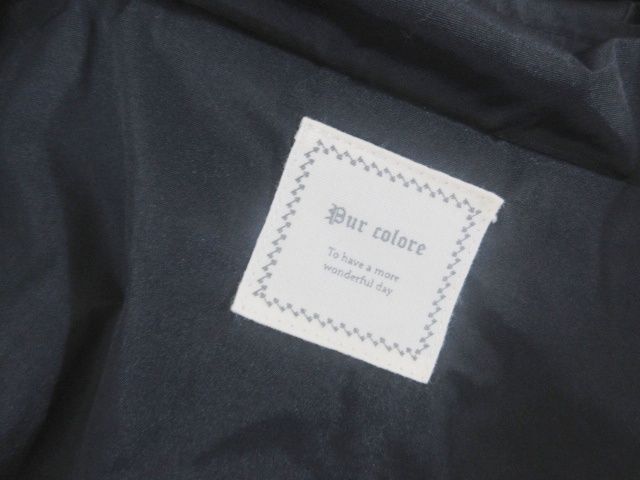 Pur colore
To have a more
wonderful day